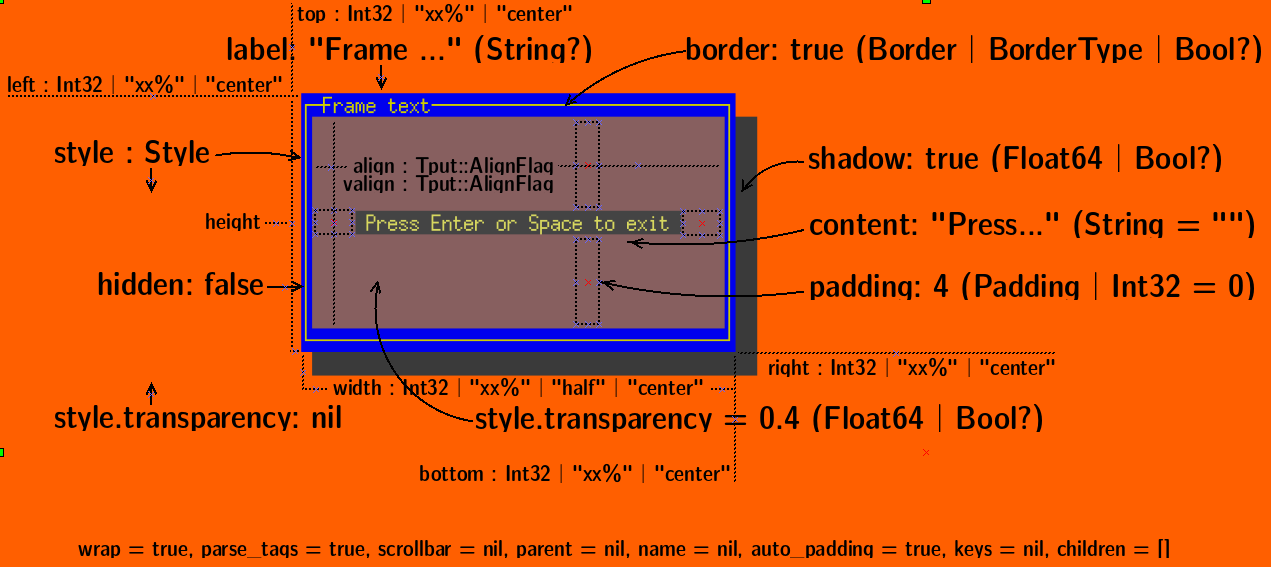 top : Int32 | "xx%" | "center"
label: "Frame ..." (String?)
border: true (Border | BorderType | Bool?)
left : Int32 | "xx%" | "center"
Frame text
style : Style
align : Tput::AlignFlag
valign : Tput::AlignFlag
shadow: true (Float64 | Bool?)
height
Press Enter or Space to exit
content: "Press..." (String = "")
hidden: false
padding: 4 (Padding | Int32 = 0)
right : Int32 | "xx%" | "center"
width : Int32 | "xx%" | "half" | "center"
style.transparency: nil
style.transparency = 0.4 (Float64 | Bool?)
bottom : Int32 | "xx%" | "center"
wrap = true, parse_tags = true, scrollbar = nil, parent = nil, name = nil, auto_padding = true, keys = nil, children = []